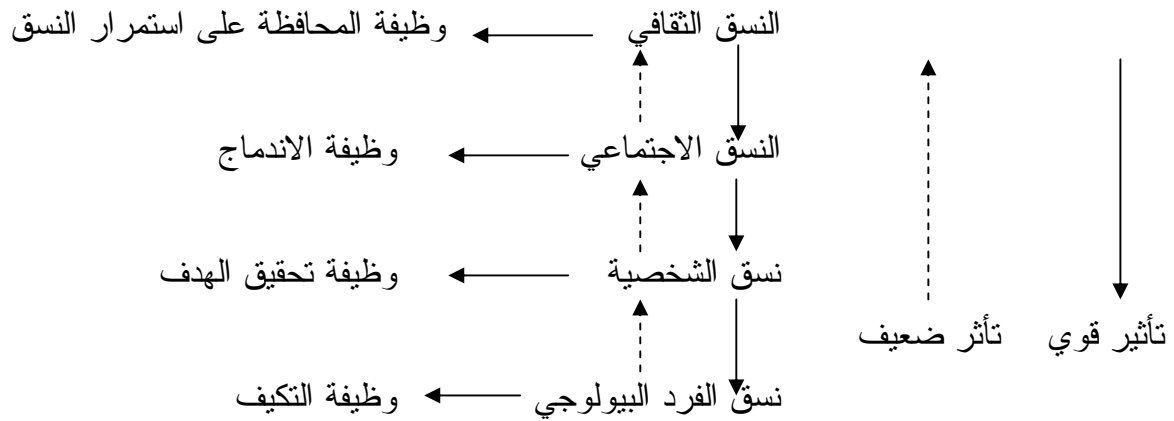 النسق الثقافي وظيفة المحافظة على استمرار النسق
النسق الاجتماعي وظيفة الاندماج
نسق الشخصية وظيفة تحقيق الهدف
تأثير قوي تأثر ضعيف
نسق الفرد البيولوجي وظيفة التكيف